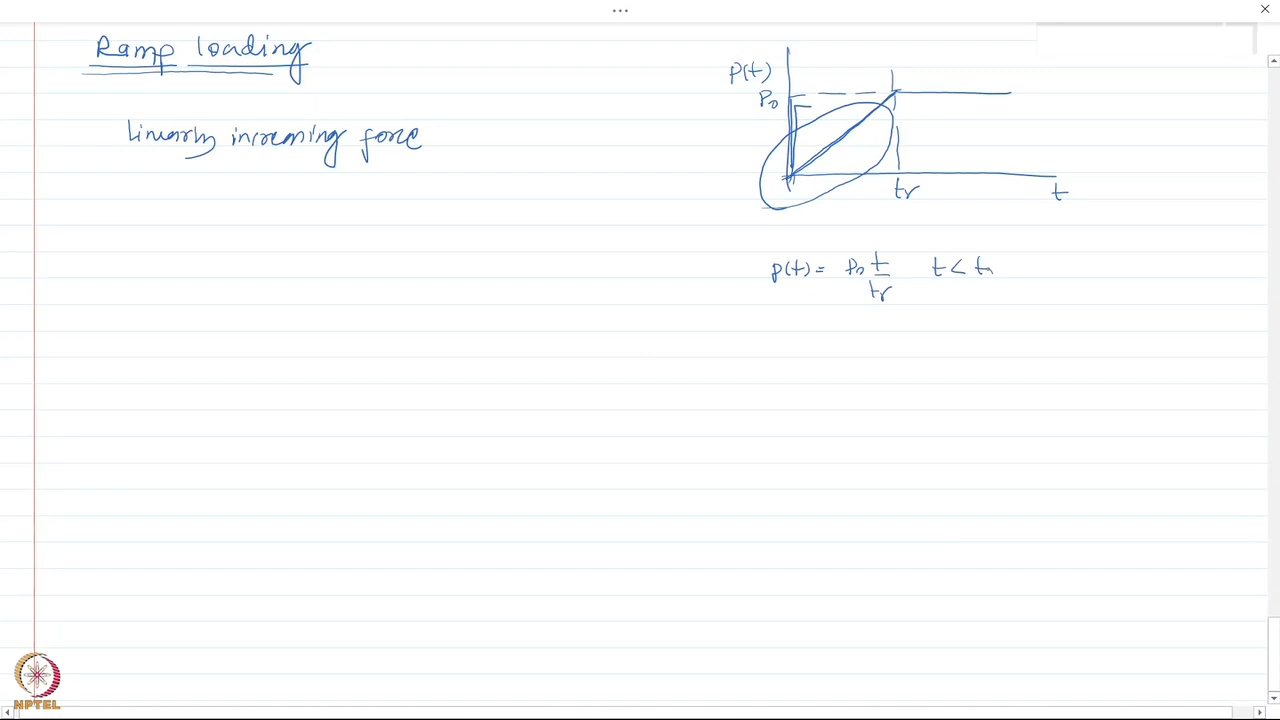 Ramp loading
linearly increasing force
P(t)
P₀
tr
t
p(t) = P₀ t/tr t < tr
NPTEL